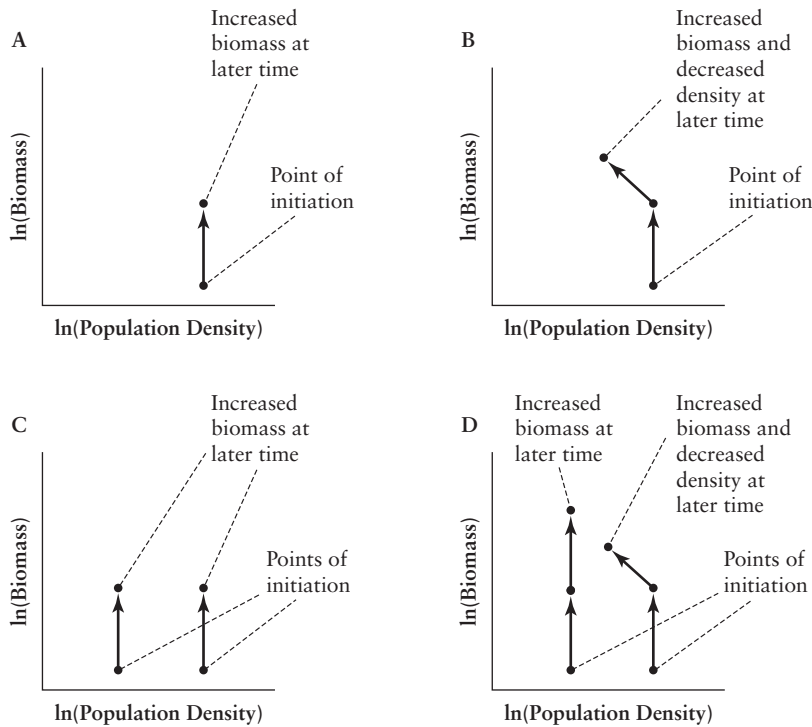 A
Increased
biomass at
later time
Point of
initiation
ln(Biomass)
ln(Population Density)
B
Increased
biomass and
decreased
density at
later time
Point of
initiation
ln(Biomass)
ln(Population Density)
C
Increased
biomass at
later time
Points of
initiation
ln(Biomass)
ln(Population Density)
D
Increased
biomass at
later time
Increased
biomass and
decreased
density at
later time
Points of
initiation
ln(Biomass)
ln(Population Density)